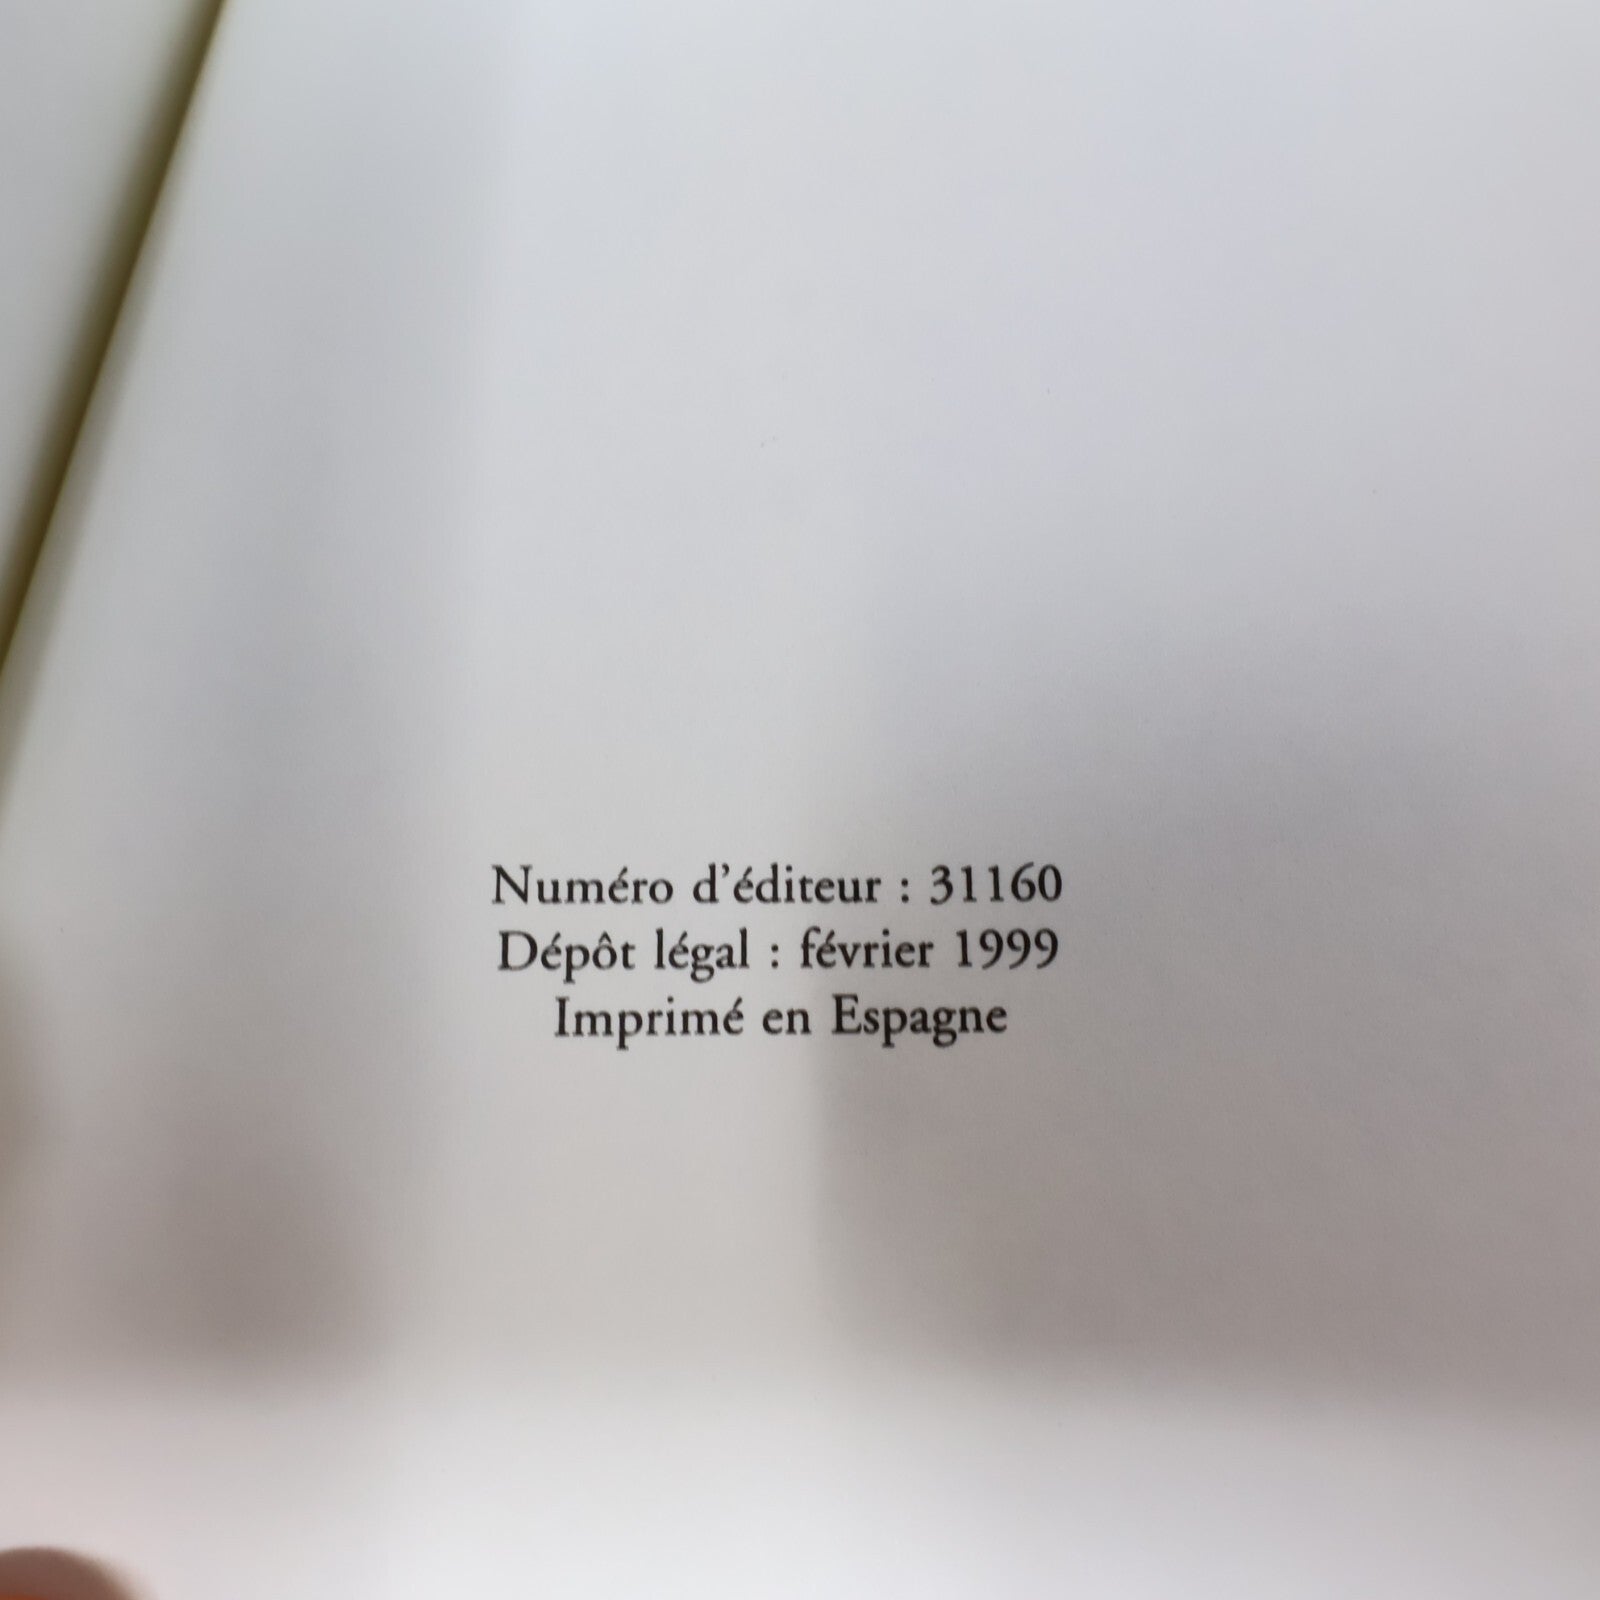 Numéro d'éditeur : 31160
Dépôt légal : février 1999
Imprimé en Espagne